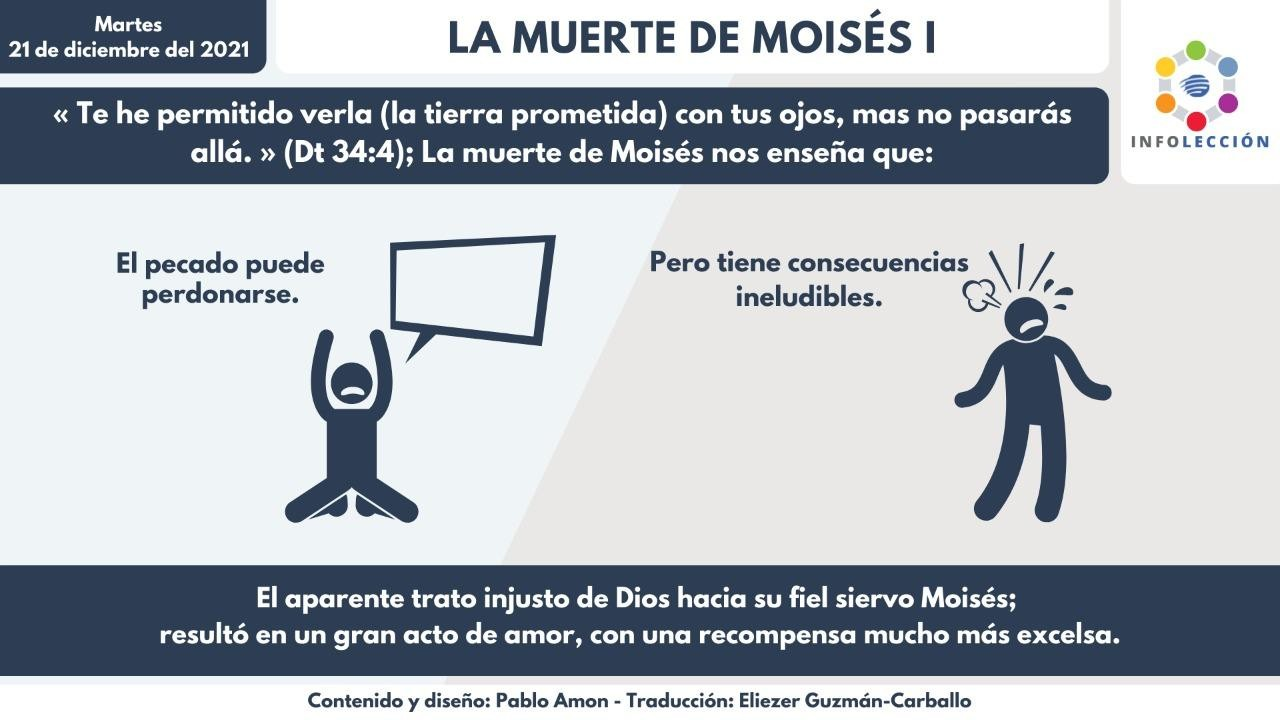 Martes
21 de diciembre del 2021
LA MUERTE DE MOISÉS I
INFOLECCIÓN
« Te he permitido verla (la tierra prometida) con tus ojos, mas no pasarás
allá. » (Dt 34:4); La muerte de Moisés nos enseña que:
El pecado puede
perdonarse.
Pero tiene consecuencias
ineludibles.
El aparente trato injusto de Dios hacia su fiel siervo Moisés;
resultó en un gran acto de amor, con una recompensa mucho más excelsa.
Contenido y diseño: Pablo Amon - Traducción: Eliezer Guzmán-Carballo